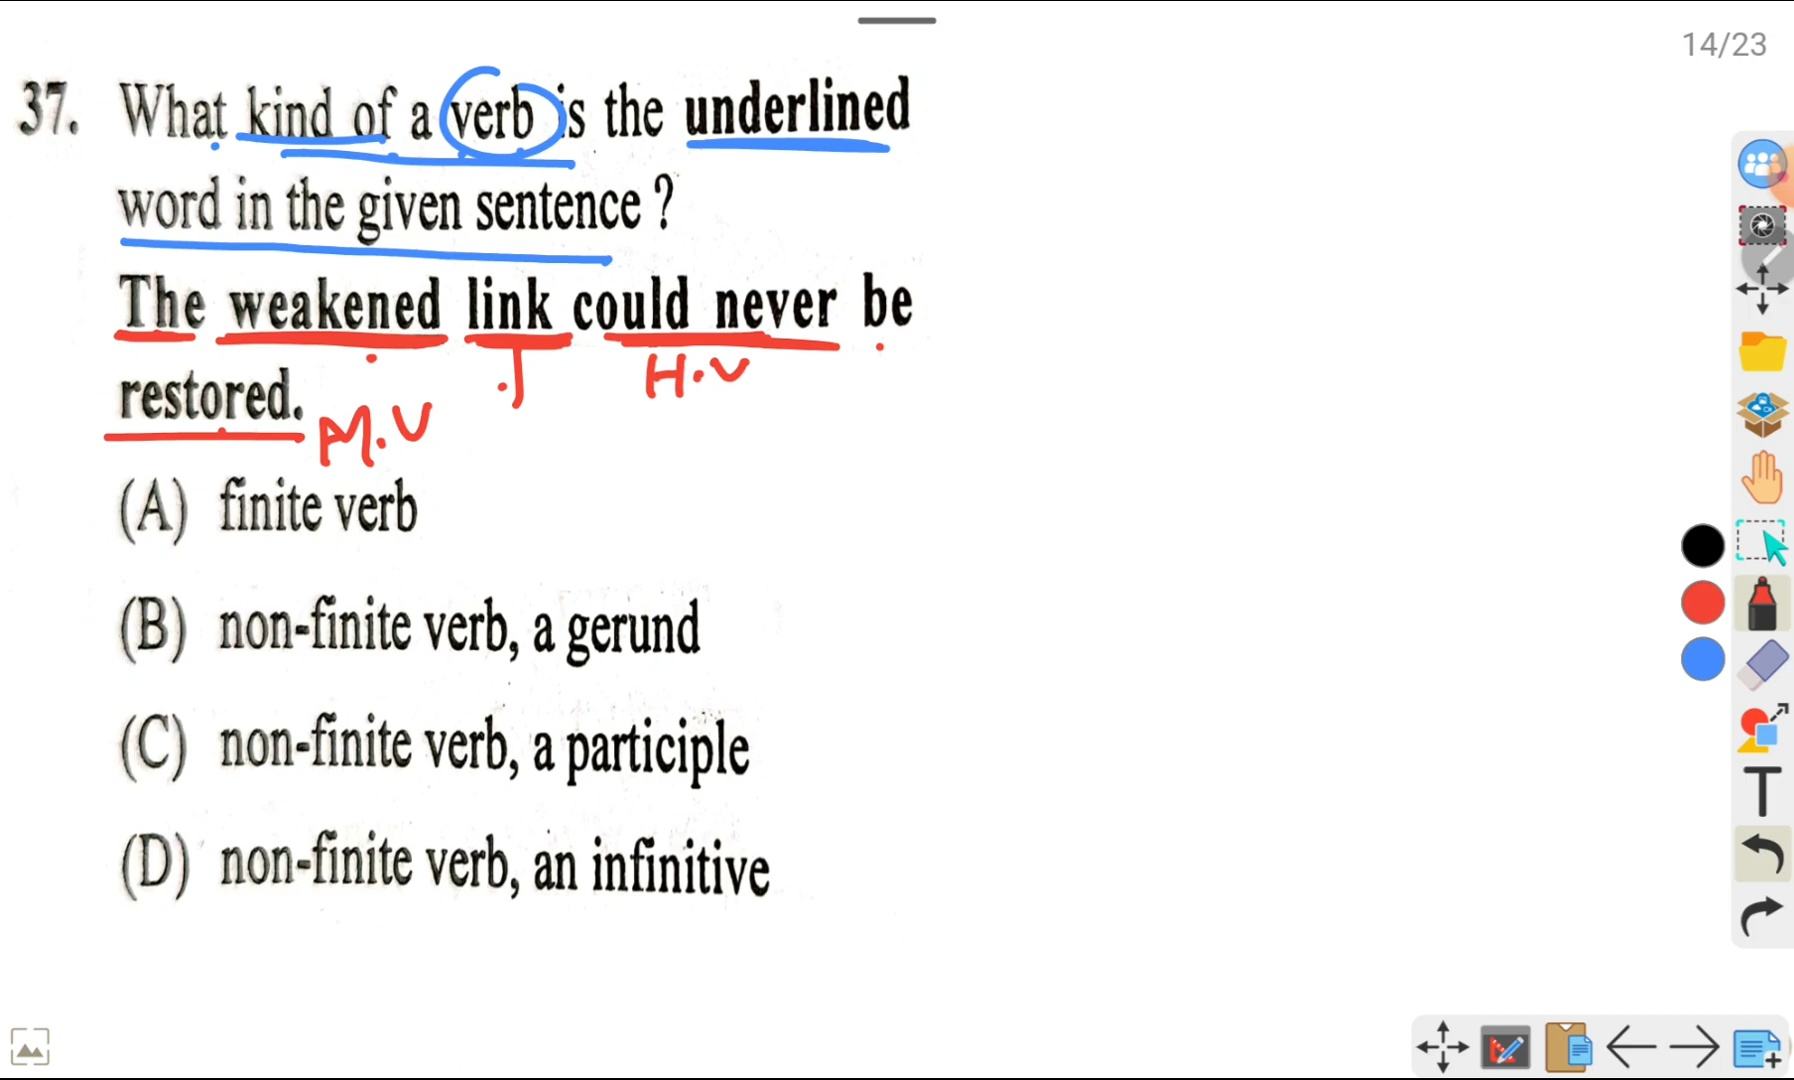 14/23
37. What kind of a verb is the underlined
word in the given sentence ?
The weakened link could never be
H.V
restored. M.V
(A) finite verb
(B) non-finite verb, a gerund
(C) non-finite verb, a participle
(D) non-finite verb, an infinitive